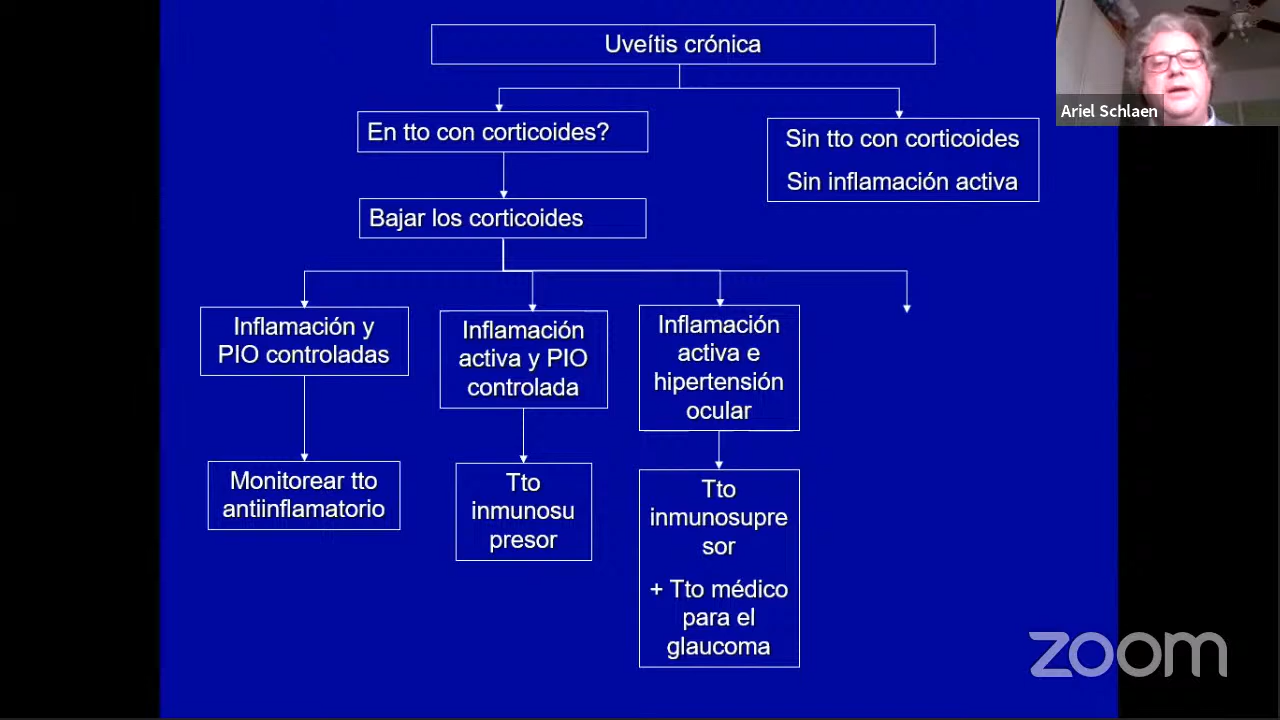 Uveítis crónica
Ariel Schlaen
En tto con corticoides?
Sin tto con corticoides
Sin inflamación activa
Bajar los corticoides
Inflamación y
PIO controladas
Inflamación
activa y PIO
controlada
Inflamación
activa e
hipertensión
ocular
Monitorear tto
antiinflamatorio
Tto
inmunosu
presor
Tto
inmunosupre
sor
+ Tto médico
para el
glaucoma
zoom